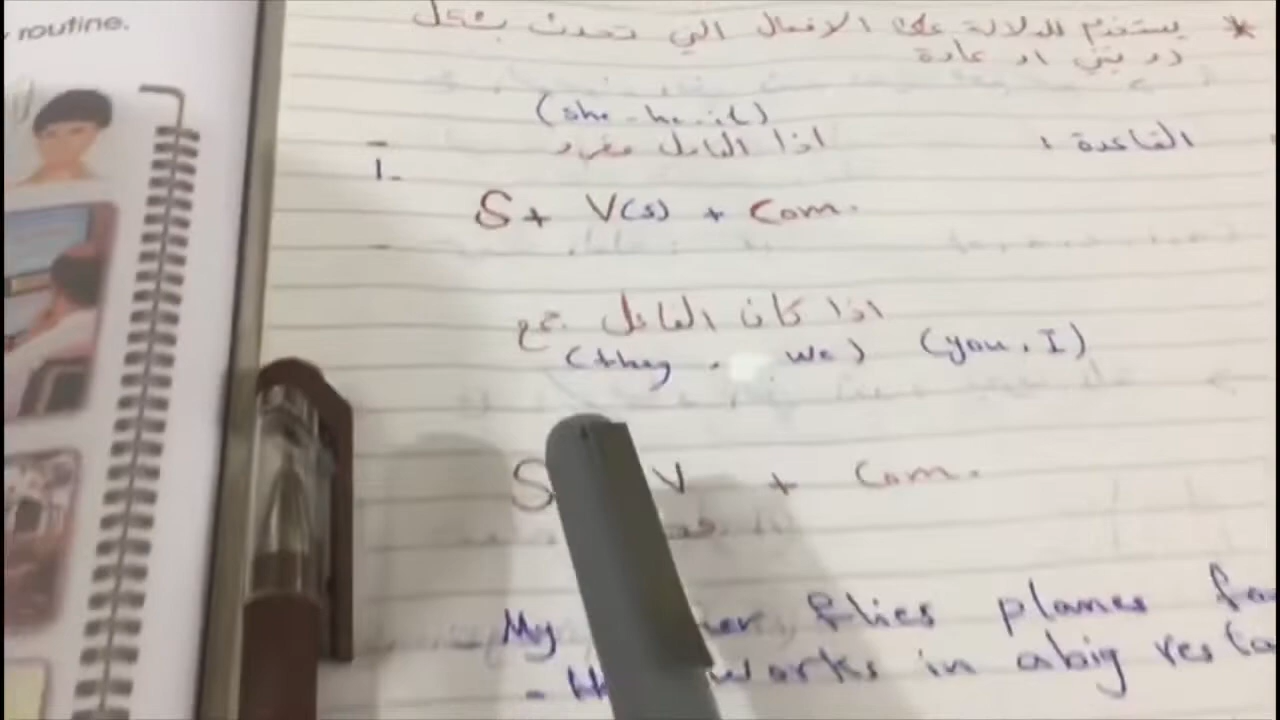 routine.
* يستخدم للدلالة على الافعال التي تحدث بشكل
روتيني او عادة
(she - he - it)
القاعدة : اذا الفاعل مفرد
1-
S + V(s) + Com.
اذا كان الفاعل جمع
(they . we) (you . I)
S V + Com.
My flies planes
- works in a big